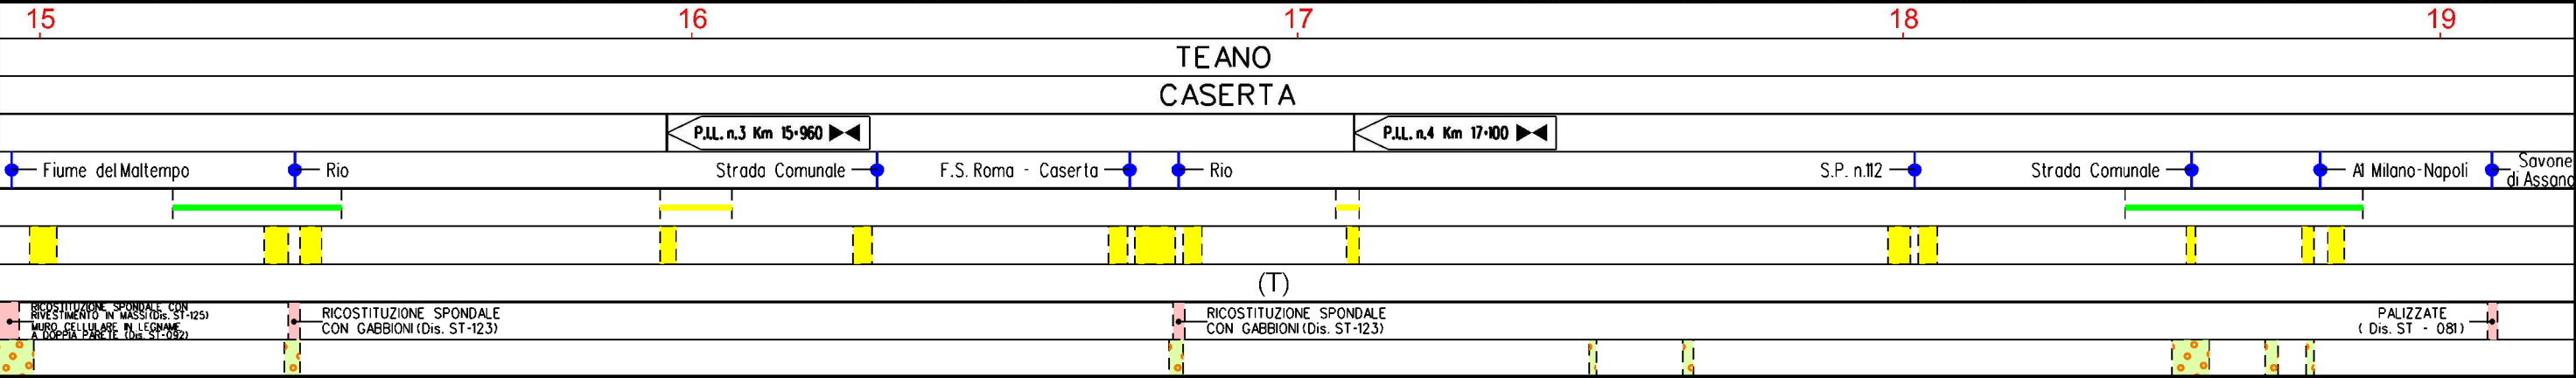 15 16 17 18 19
TEANO
CASERTA
P.I.L. n.3 Km 15+960 P.I.L. n.4 Km 17+100
Fiume del Maltempo Rio Strada Comunale F.S. Roma - Caserta Rio S.P. n.112 Strada Comunale A1 Milano-Napoli Savone
di Assano
(T)
RICOSTITUZIONE SPONDALE CON
RIVESTIMENTO IN MASSI(Dis. ST-125)
MURO CELLULARE IN LEGNAME
A DOPPIA PARETE (Dis. ST-092)
RICOSTITUZIONE SPONDALE
CON GABBIONI(Dis. ST-123)
RICOSTITUZIONE SPONDALE
CON GABBIONI(Dis. ST-123)
PALIZZATE
( Dis. ST - 081)